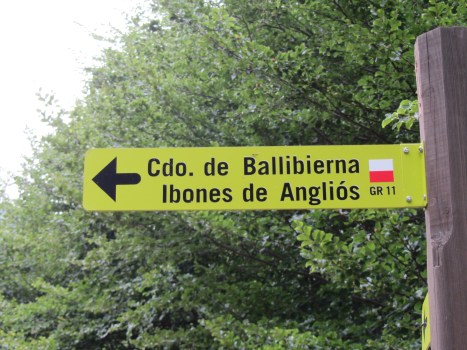 Cdo. de Ballibierna
Ibones de Angliós
GR 11